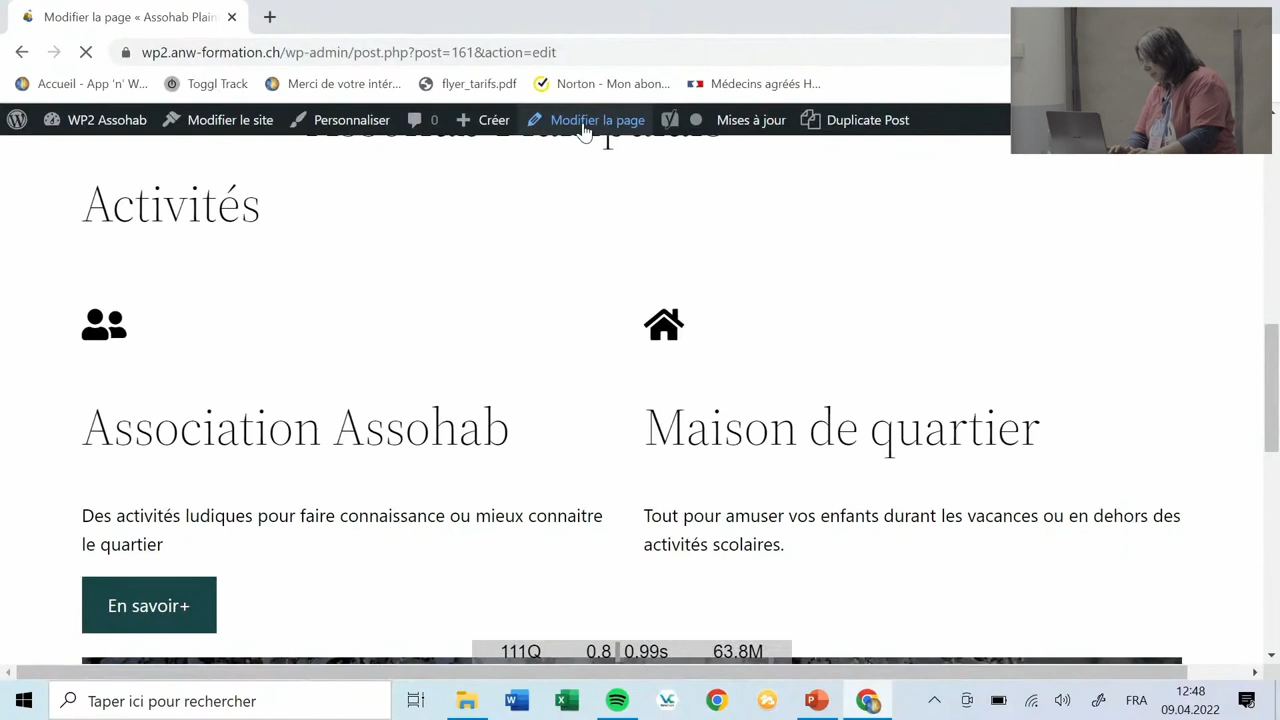 Modifier la page « Assohab Plain
wp2.anw-formation.ch/wp-admin/post.php?post=161&action=edit
Accueil - App 'n' W... Toggl Track Merci de votre intér... flyer_tarifs.pdf Norton - Mon abon... Médecins agréés H...
WP2 Assohab Modifier le site Personnaliser 0 Créer Modifier la page Mises à jour Duplicate Post
Activités
Association Assohab
Maison de quartier
Des activités ludiques pour faire connaissance ou mieux connaitre
le quartier
Tout pour amuser vos enfants durant les vacances ou en dehors des
activités scolaires.
En savoir+
111Q 0.8 0.99s 63.8M
Taper ici pour rechercher
FRA
12:48
09.04.2022